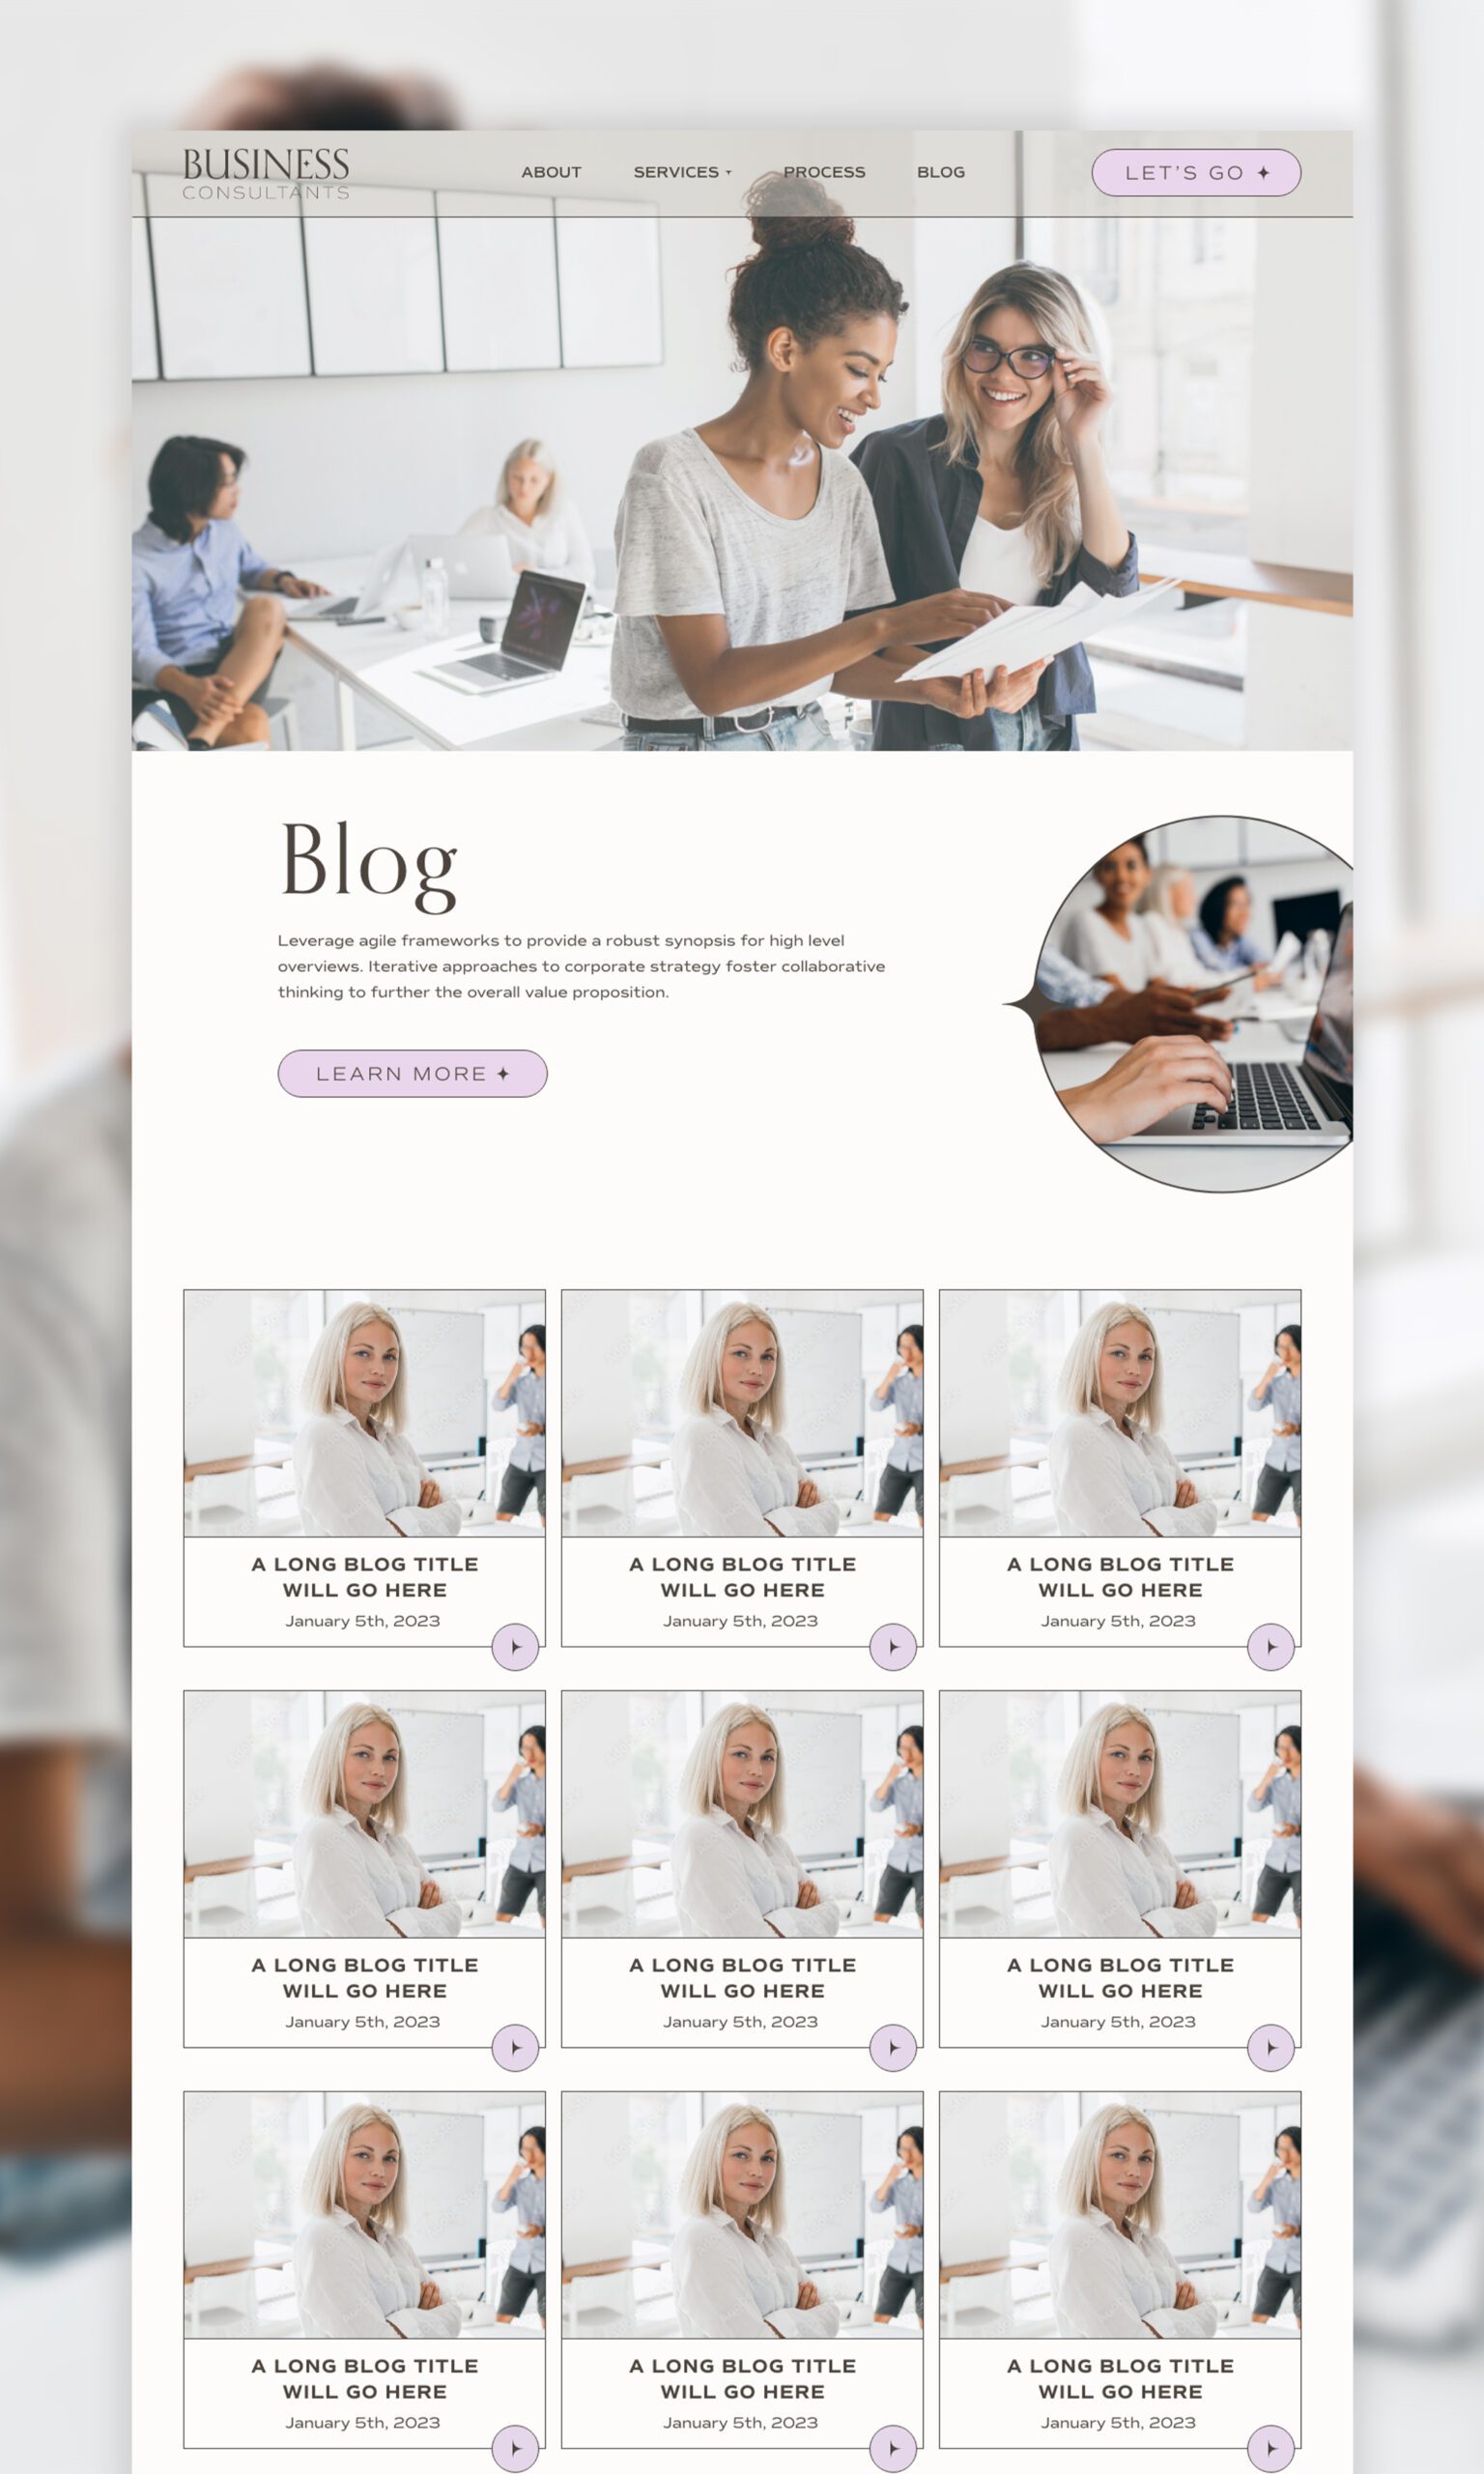 BUSINESS
CONSULTANTS
ABOUT
SERVICES
PROCESS
BLOG
LET'S GO
Blog
Leverage agile frameworks to provide a robust synopsis for high level
overviews. Iterative approaches to corporate strategy foster collaborative
thinking to further the overall value proposition.
LEARN MORE
A LONG BLOG TITLE
WILL GO HERE
January 5th, 2023
A LONG BLOG TITLE
WILL GO HERE
January 5th, 2023
A LONG BLOG TITLE
WILL GO HERE
January 5th, 2023
A LONG BLOG TITLE
WILL GO HERE
January 5th, 2023
A LONG BLOG TITLE
WILL GO HERE
January 5th, 2023
A LONG BLOG TITLE
WILL GO HERE
January 5th, 2023
A LONG BLOG TITLE
WILL GO HERE
January 5th, 2023
A LONG BLOG TITLE
WILL GO HERE
January 5th, 2023
A LONG BLOG TITLE
WILL GO HERE
January 5th, 2023